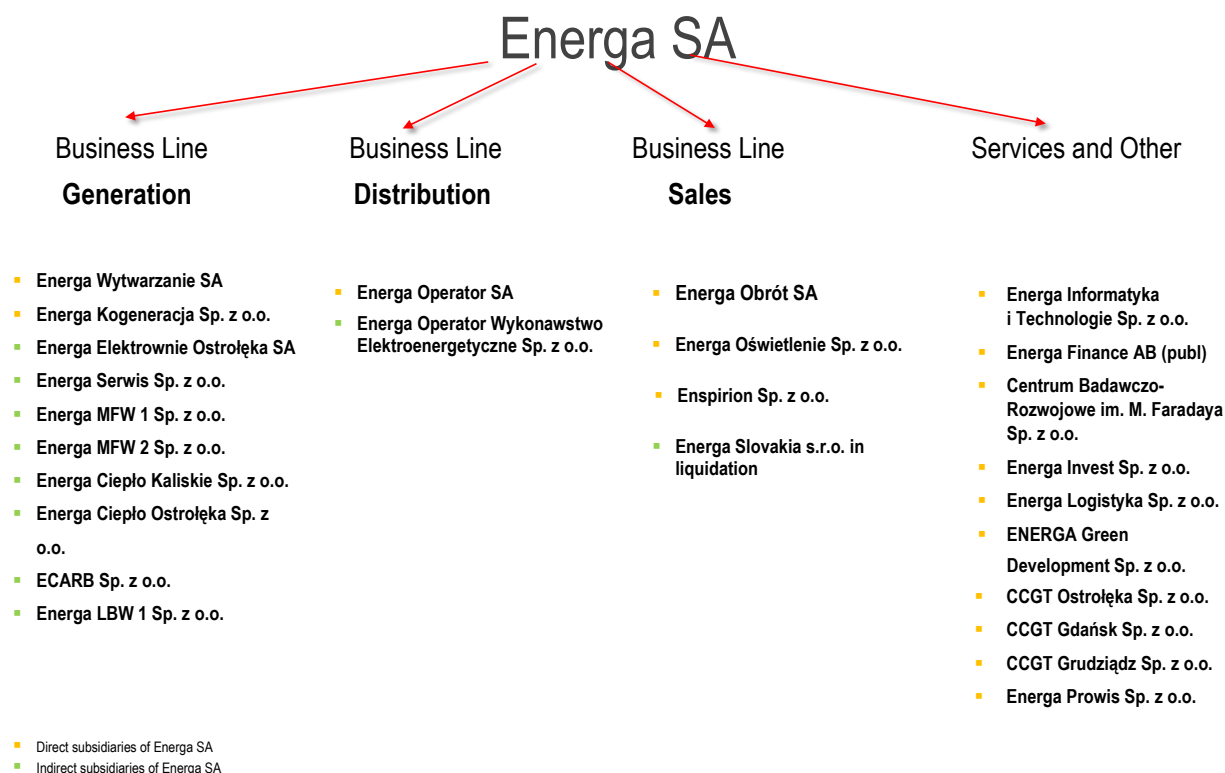 Energa SA
Business Line
Generation
Business Line
Distribution
Business Line
Sales
Services and Other
Energa Wytwarzanie SA
Energa Kogeneracja Sp. z o.o.
Energa Elektrownie Ostrołęka SA
Energa Serwis Sp. z o.o.
Energa MFW 1 Sp. z o.o.
Energa MFW 2 Sp. z o.o.
Energa Ciepło Kaliskie Sp. z o.o.
Energa Ciepło Ostrołęka Sp. z
o.o.
ECARB Sp. z o.o.
Energa LBW 1 Sp. z o.o.
Energa Operator SA
Energa Operator Wykonawstwo
Elektroenergetyczne Sp. z o.o.
Energa Obrót SA
Energa Oświetlenie Sp. z o.o.
Enspirion Sp. z o.o.
Energa Slovakia s.r.o. in
liquidation
Energa Informatyka
i Technologie Sp. z o.o.
Energa Finance AB (publ)
Centrum Badawczo-
Rozwojowe im. M. Faradaya
Sp. z o.o.
Energa Invest Sp. z o.o.
Energa Logistyka Sp. z o.o.
ENERGA Green
Development Sp. z o.o.
CCGT Ostrołęka Sp. z o.o.
CCGT Gdańsk Sp. z o.o.
CCGT Grudziądz Sp. z o.o.
Energa Prowis Sp. z o.o.
Direct subsidiaries of Energa SA
Indirect subsidiaries of Energa SA